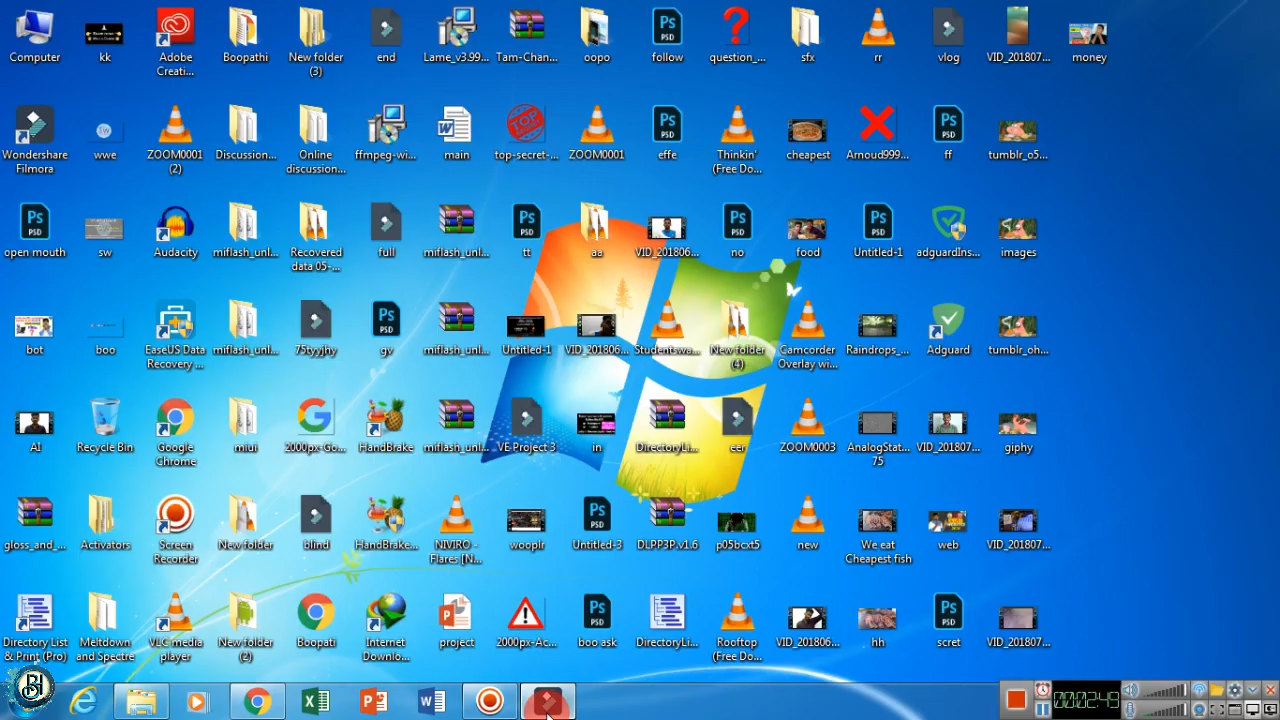 Computer
kk
Adobe Creati...
Boopathi
New folder (3)
end
Lame_v3.99...
Tam-Chan...
oopo
follow
question_...
sfx
rr
vlog
VID_201807...
money
Wondershare Filmora
wwe
ZOOM0001 (2)
Discussion...
Online discussion...
ffmpeg-wi...
main
top-secret-...
ZOOM0001
effe
Thinkin' (Free Do...
cheapest
Arnoud999...
ff
tumblr_o5...
open mouth
sw
Audacity
miflash_unl...
Recovered data 05-...
full
miflash_unl...
tt
aa
VID_201806...
no
food
Untitled-1
adguardIns...
images
bot
boo
EaseUS Data Recovery ...
miflash_unl...
75tyyjhy
gv
miflash_unl...
Untitled-1
VID_201806...
Studentswa...
New folder (4)
Camcorder Overlay wi...
Raindrops_...
Adguard
tumblr_oh...
AI
Recycle Bin
Google Chrome
miui
2000px-Go...
HandBrake
miflash_unl...
VE Project 3
in
DirectoryLi...
eer
ZOOM0003
AnalogStat... 75
VID_201807...
giphy
gloss_and_...
Activators
Screen Recorder
New folder
blind
HandBrake...
NIVIRO - Flares [N...
wooplr
Untitled-3
DLPP3P.v1.6
p05bcxt5
new
We eat Cheapest fish
web
VID_201807...
Directory List & Print (Pro)
Meltdown and Spectre
VLC media player
New folder (2)
Boopati
Internet Downlo...
project
2000px-Ac...
boo ask
DirectoryLi...
Rooftop (Free Do...
VID_201806...
hh
scret
VID_201807...
00:02:49